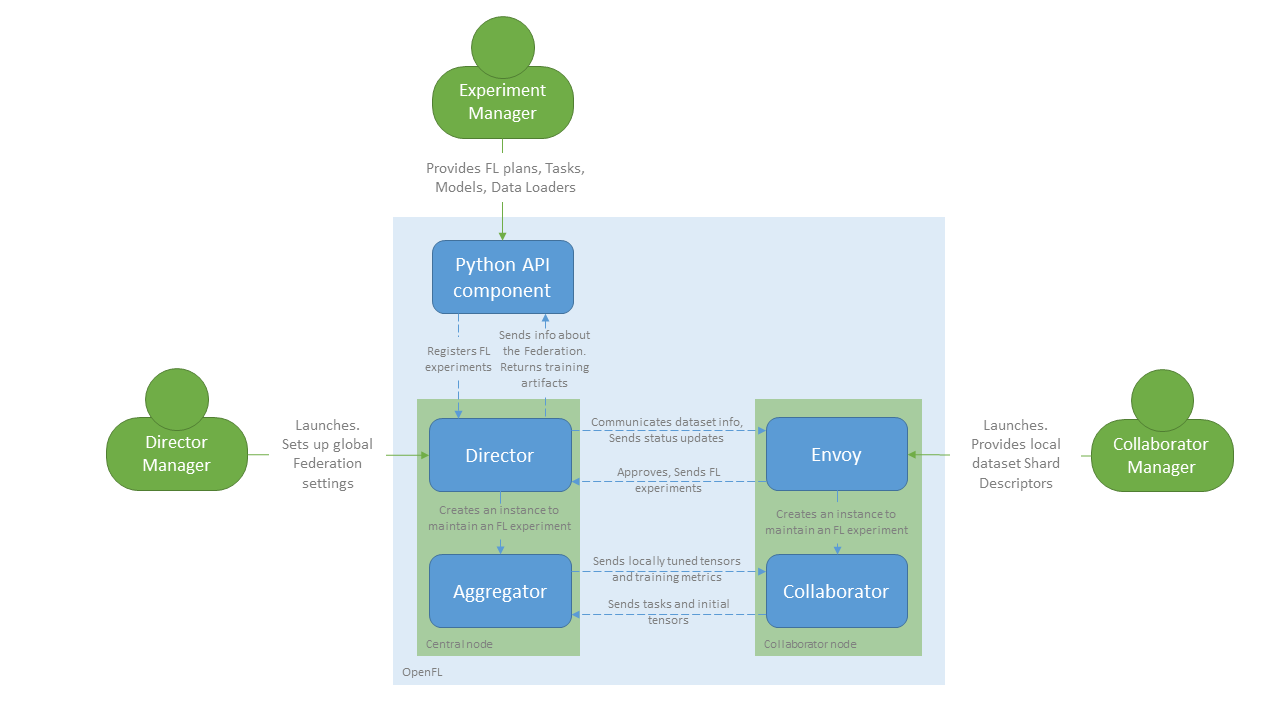 Experiment
Manager
Provides FL plans, Tasks,
Models, Data Loaders
Python API
component
Registers FL
experiments
Sends info about
the Federation.
Returns training
artifacts
Director
Manager
Launches.
Sets up global
Federation
settings
Director
Communicates dataset info,
Sends status updates
Approves, Sends FL
experiments
Envoy
Launches.
Provides local
dataset Shard
Descriptors
Collaborator
Manager
Creates an instance to
maintain an FL experiment
Creates an instance to
maintain an FL experiment
Aggregator
Sends locally tuned tensors
and training metrics
Sends tasks and initial
tensors
Collaborator
Central node
Collaborator node
OpenFL